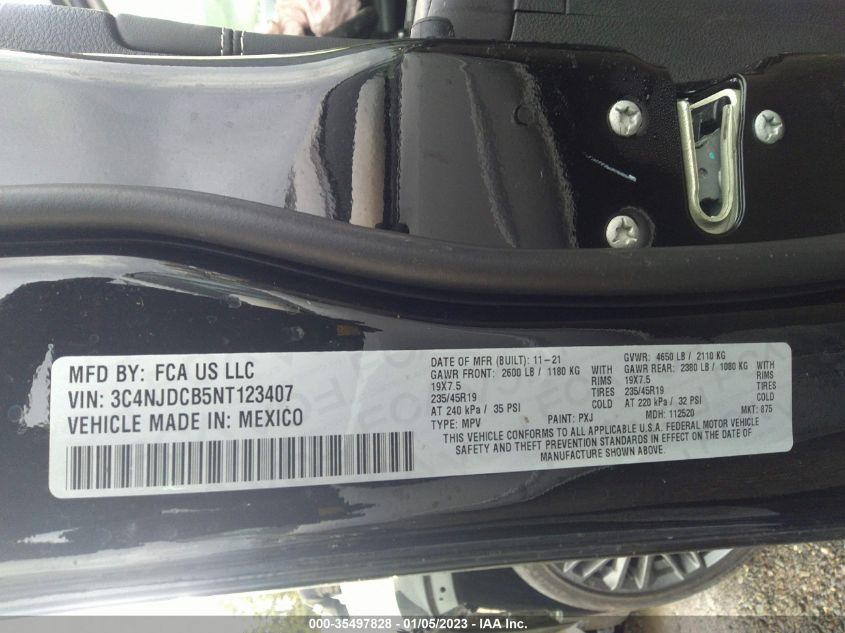 MFD BY: FCA US LLC
VIN: 3C4NJDCB5NT123407
VEHICLE MADE IN: MEXICO
DATE OF MFR (BUILT): 11-21 GVWR: 4650 LB / 2110 KG
GAWR FRONT: 2600 LB / 1180 KG WITH GAWR REAR: 2380 LB / 1080 KG WITH
19X7.5 RIMS 19X7.5 RIMS
235/45R19 TIRES 235/45R19 TIRES
AT 240 kPa / 35 PSI COLD AT 220 kPa / 32 PSI COLD
TYPE: MPV PAINT: PXJ MDH: 112520 MKT: 875
THIS VEHICLE CONFORMS TO ALL APPLICABLE U.S.A. FEDERAL MOTOR VEHICLE
SAFETY AND THEFT PREVENTION STANDARDS IN EFFECT ON THE DATE OF
MANUFACTURE SHOWN ABOVE.
000-35497828 - 01/05/2023 - © IAA Inc.